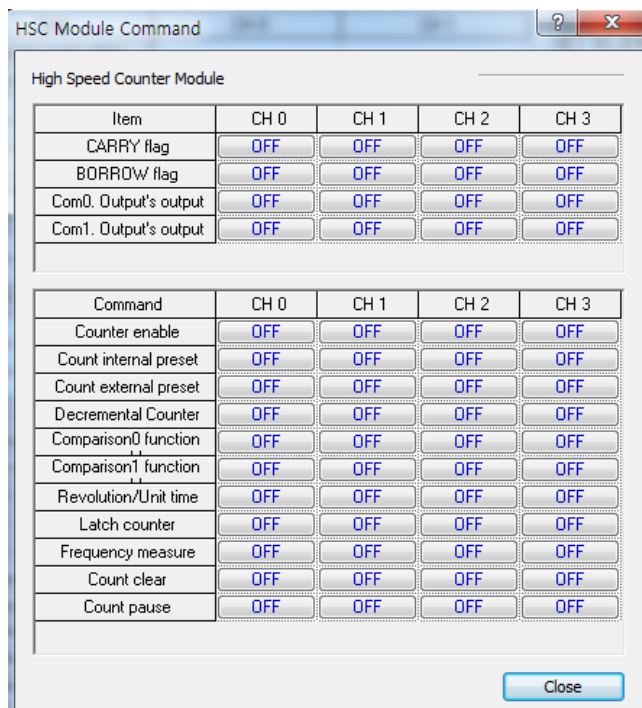 HSC Module Command
High Speed Counter Module
Item CH 0 CH 1 CH 2 CH 3
CARRY flag OFF OFF OFF OFF
BORROW flag OFF OFF OFF OFF
Com0. Output's output OFF OFF OFF OFF
Com1. Output's output OFF OFF OFF OFF
Command CH 0 CH 1 CH 2 CH 3
Counter enable OFF OFF OFF OFF
Count internal preset OFF OFF OFF OFF
Count external preset OFF OFF OFF OFF
Decremental Counter OFF OFF OFF OFF
Comparison0 function OFF OFF OFF OFF
Comparison1 function OFF OFF OFF OFF
Revolution/Unit time OFF OFF OFF OFF
Latch counter OFF OFF OFF OFF
Frequency measure OFF OFF OFF OFF
Count clear OFF OFF OFF OFF
Count pause OFF OFF OFF OFF
Close